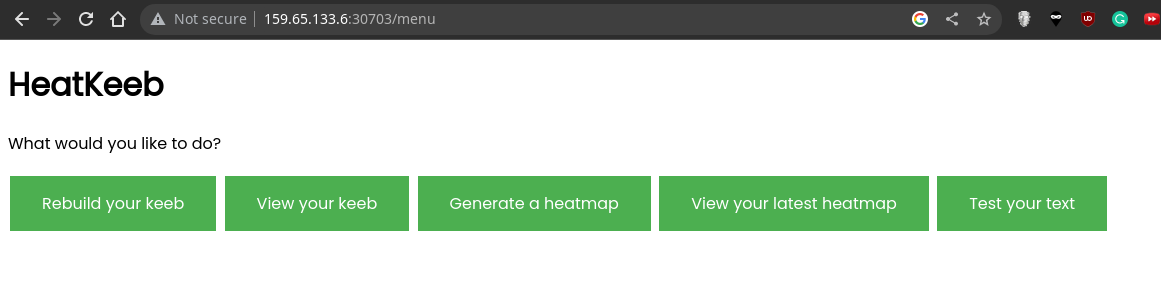 Not secure | 159.65.133.6:30703/menu
HeatKeeb
What would you like to do?
Rebuild your keeb View your keeb Generate a heatmap View your latest heatmap Test your text